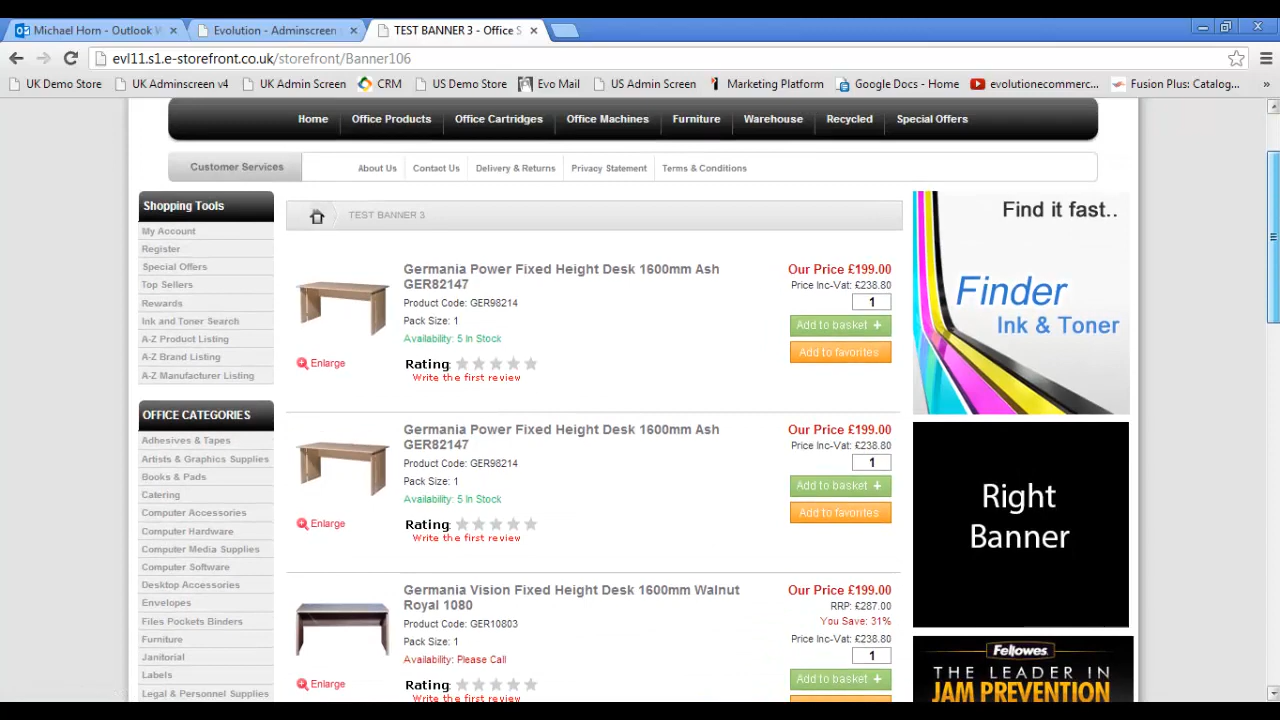 Michael Horn - Outlook W
Evolution - Adminscreen
TEST BANNER 3 - Office S
evl11.s1.e-storefront.co.uk/storefront/Banner106
UK Demo Store
UK Adminscreen v4
UK Admin Screen
CRM
US Demo Store
Evo Mail
US Admin Screen
Marketing Platform
Google Docs - Home
evolutionecommerc...
Fusion Plus: Catalog...
Home
Office Products
Office Cartridges
Office Machines
Furniture
Warehouse
Recycled
Special Offers
Customer Services
About Us
Contact Us
Delivery & Returns
Privacy Statement
Terms & Conditions
Shopping Tools
My Account
Register
Special Offers
Top Sellers
Rewards
Ink and Toner Search
A-Z Product Listing
A-Z Brand Listing
A-Z Manufacturer Listing
OFFICE CATEGORIES
Adhesives & Tapes
Artists & Graphics Supplies
Books & Pads
Catering
Computer Accessories
Computer Hardware
Computer Media Supplies
Computer Software
Desktop Accessories
Envelopes
Files Pockets Binders
Furniture
Janitorial
Labels
Legal & Personnel Supplies
TEST BANNER 3
Germania Power Fixed Height Desk 1600mm Ash
GER82147
Product Code: GER98214
Pack Size: 1
Availability: 5 In Stock
Enlarge
Rating:
Write the first review
Our Price £199.00
Price Inc-Vat: £238.80
1
Add to basket +
Add to favorites
Germania Power Fixed Height Desk 1600mm Ash
GER82147
Product Code: GER98214
Pack Size: 1
Availability: 5 In Stock
Enlarge
Rating:
Write the first review
Our Price £199.00
Price Inc-Vat: £238.80
1
Add to basket +
Add to favorites
Germania Vision Fixed Height Desk 1600mm Walnut
Royal 1080
Product Code: GER10803
Pack Size: 1
Availability: Please Call
Enlarge
Rating:
Write the first review
Our Price £199.00
RRP: £287.00
You Save: 31%
Price Inc-Vat: £238.80
1
Add to basket +
Find it fast..
Finder
Ink & Toner
Right
Banner
Fellowes
THE LEADER IN
JAM PREVENTION